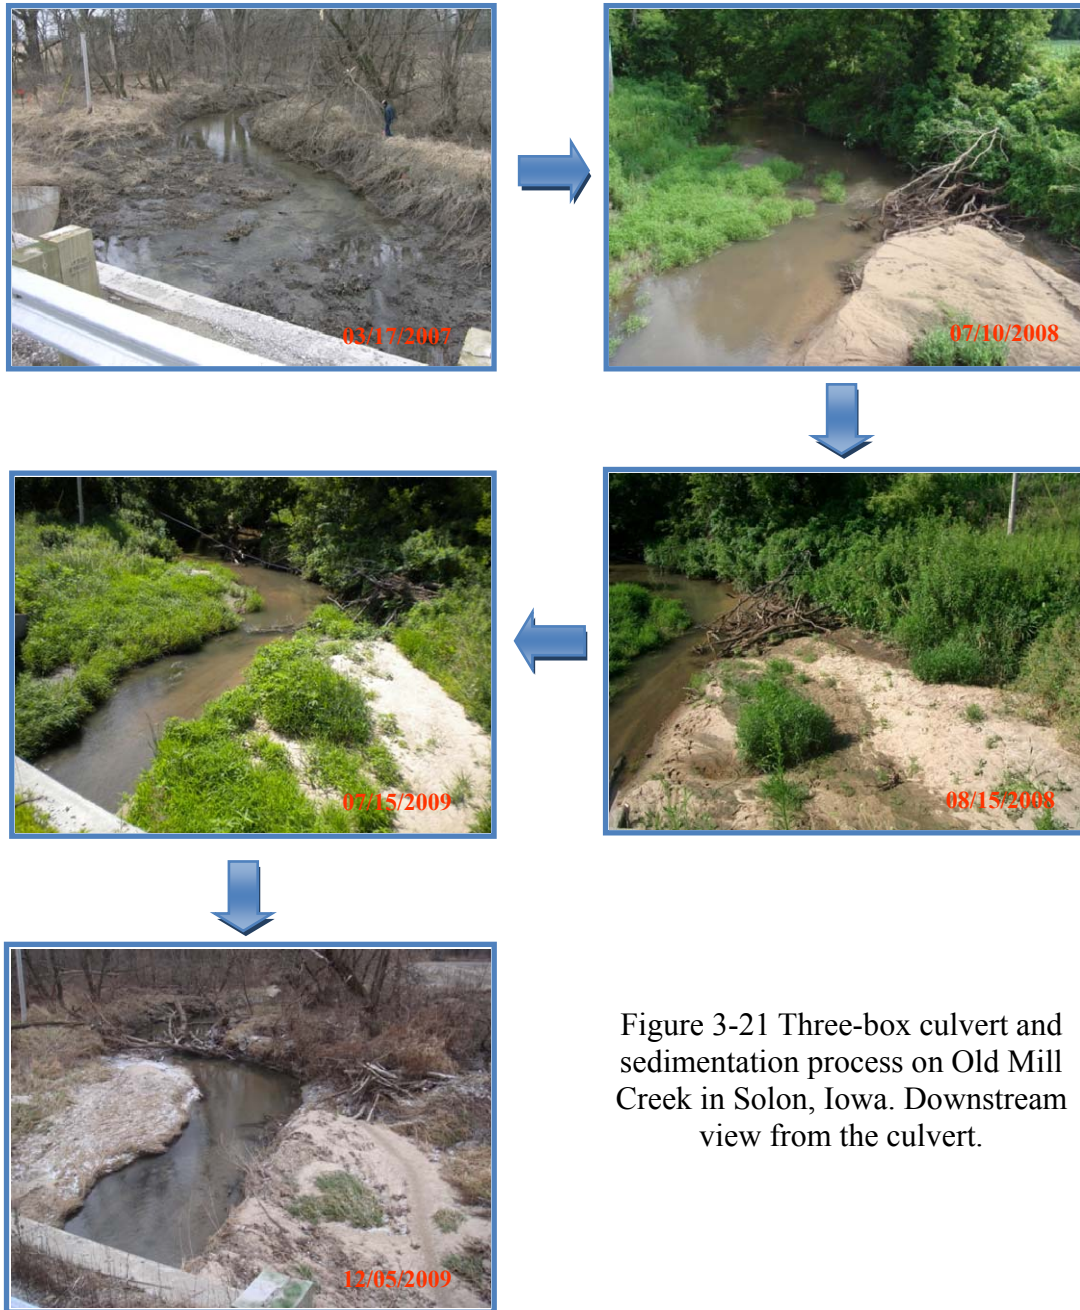 03/17/2007
07/10/2008
08/15/2008
07/15/2009
12/05/2009
Figure 3-21 Three-box culvert and
sedimentation process on Old Mill
Creek in Solon, Iowa. Downstream
view from the culvert.